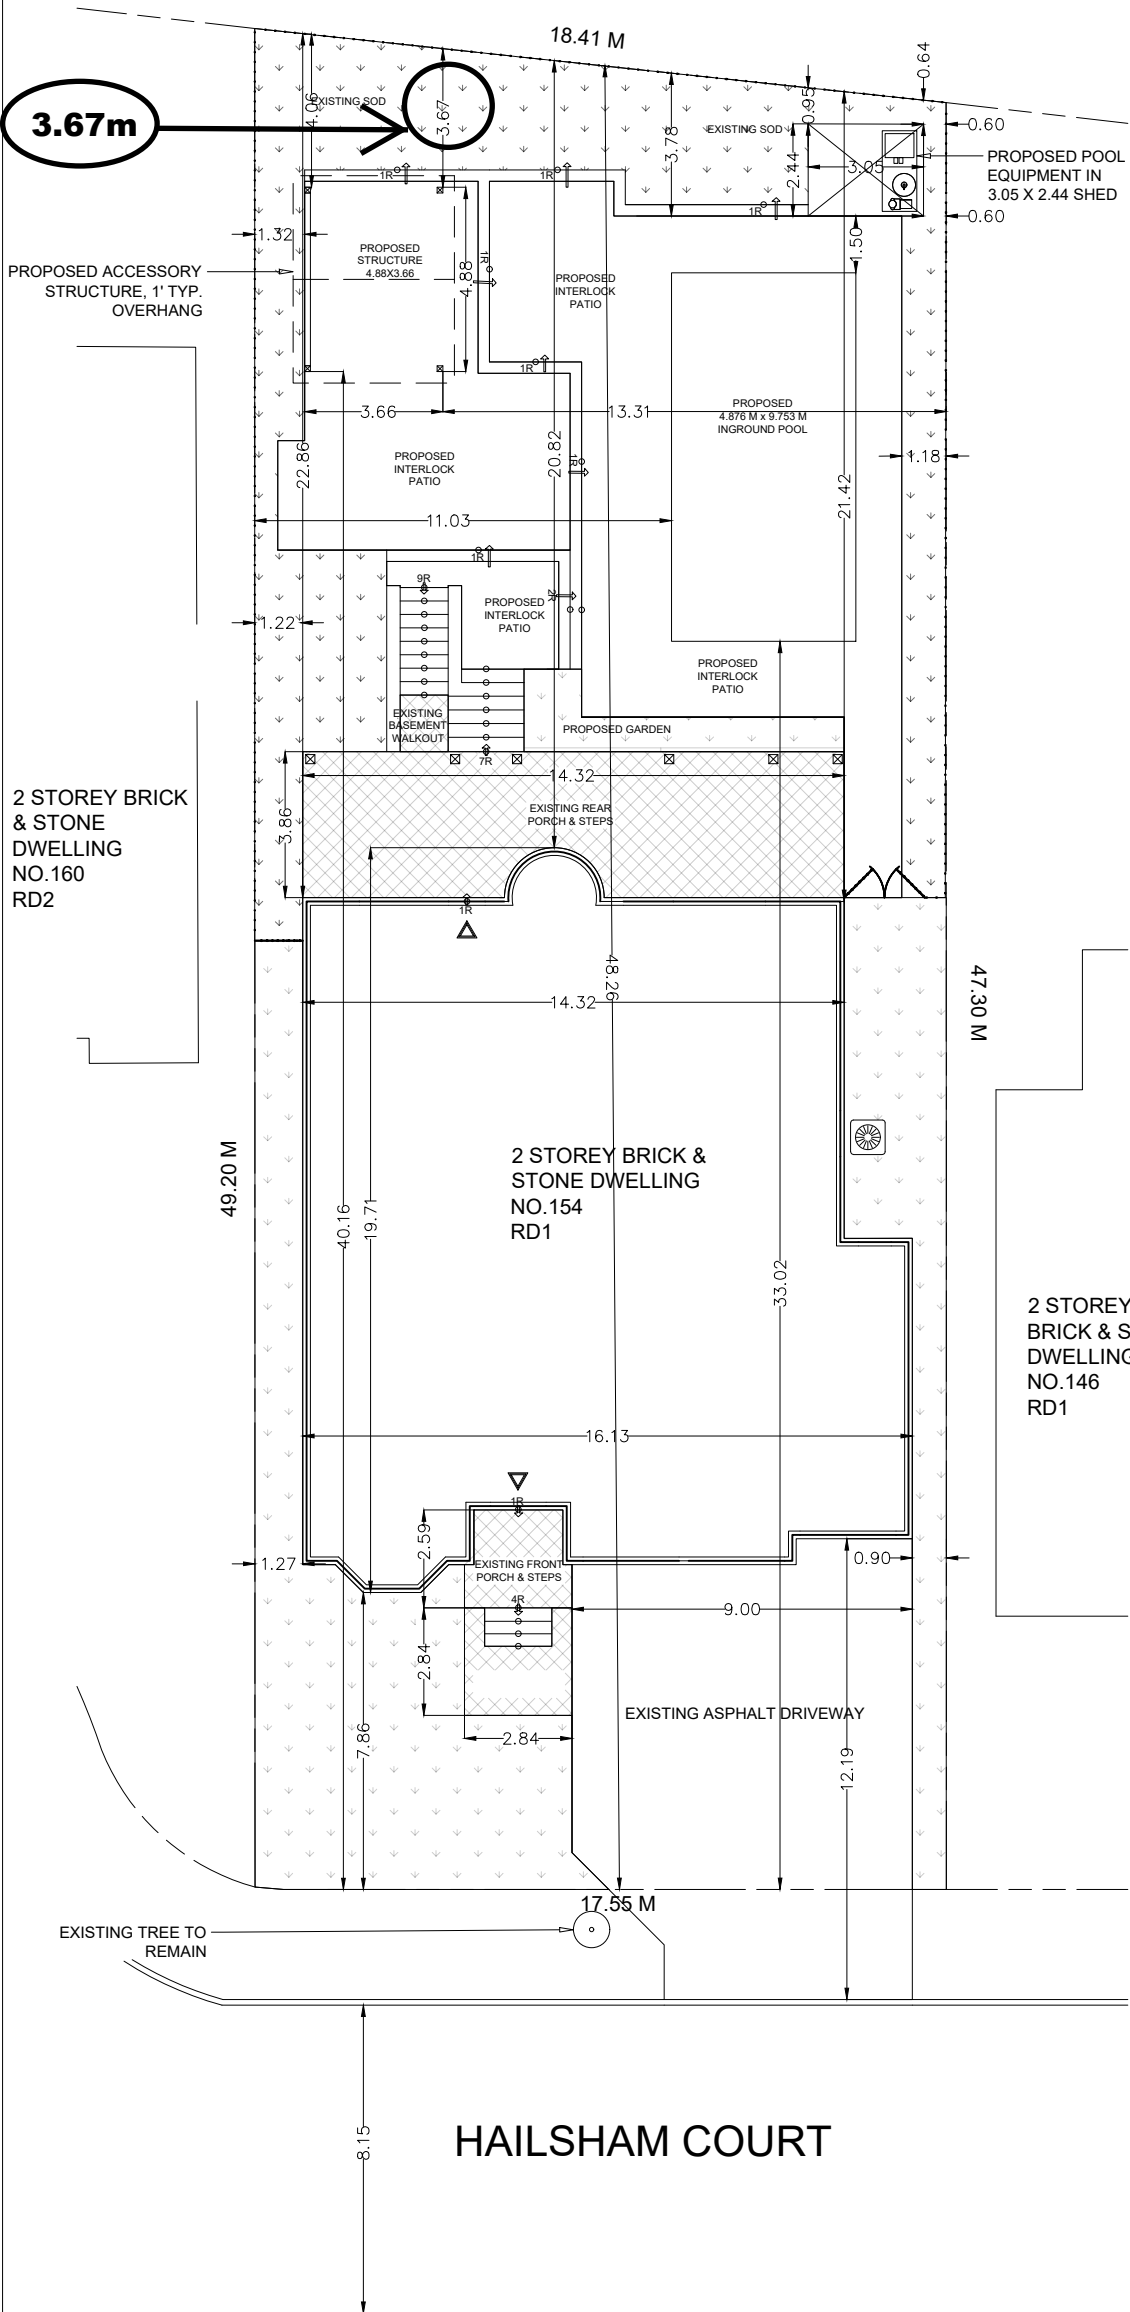 18.41 M
0.64
3.67m
4.06
EXISTING SOD
3.67
0.95
EXISTING SOD
0.60
3.78
2.44
3.05
PROPOSED POOL
EQUIPMENT IN
3.05 X 2.44 SHED
1R
1R
1R
0.60
1.32
1.50
PROPOSED
STRUCTURE
4.88X3.66
1R
4.88
PROPOSED ACCESSORY
STRUCTURE, 1' TYP.
OVERHANG
PROPOSED
INTERLOCK
PATIO
1R
3.66
13.31
PROPOSED
4.876 M x 9.753 M
INGROUND POOL
22.86
20.82
PROPOSED
INTERLOCK
PATIO
1R
1.18
21.42
11.03
1R
9R
2R
PROPOSED
INTERLOCK
PATIO
1.22
PROPOSED
INTERLOCK
PATIO
EXISTING
BASEMENT
WALKOUT
PROPOSED GARDEN
7R
14.32
3.86
EXISTING REAR
PORCH & STEPS
2 STOREY BRICK
& STONE
DWELLING
NO.160
RD2
1R
48.26
14.32
47.30 M
49.20 M
2 STOREY BRICK &
STONE DWELLING
NO.154
RD1
40.16
19.71
33.02
2 STOREY
BRICK & S
DWELLING
NO.146
RD1
16.13
1R
2.59
1.27
EXISTING FRONT
PORCH & STEPS
0.90
4R
9.00
2.84
EXISTING ASPHALT DRIVEWAY
7.86
2.84
12.19
17.55 M
EXISTING TREE TO
REMAIN
8.15
HAILSHAM COURT